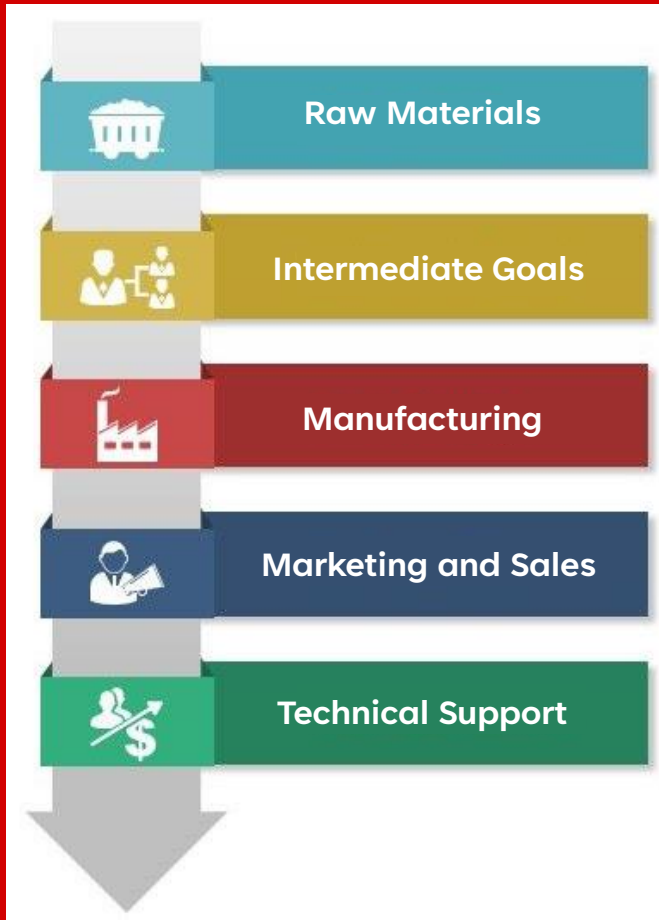 Raw Materials
Intermediate Goals
Manufacturing
Marketing and Sales
Technical Support
$